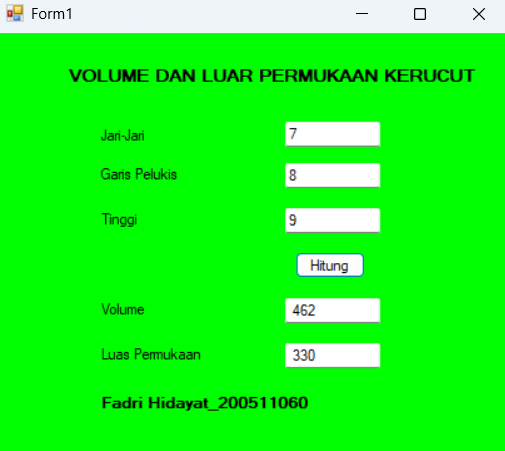 Form1
VOLUME DAN LUAR PERMUKAAN KERUCUT
Jari-Jari 7
Garis Pelukis 8
Tinggi 9
Hitung
Volume 462
Luas Permukaan 330
Fadri Hidayat_200511060